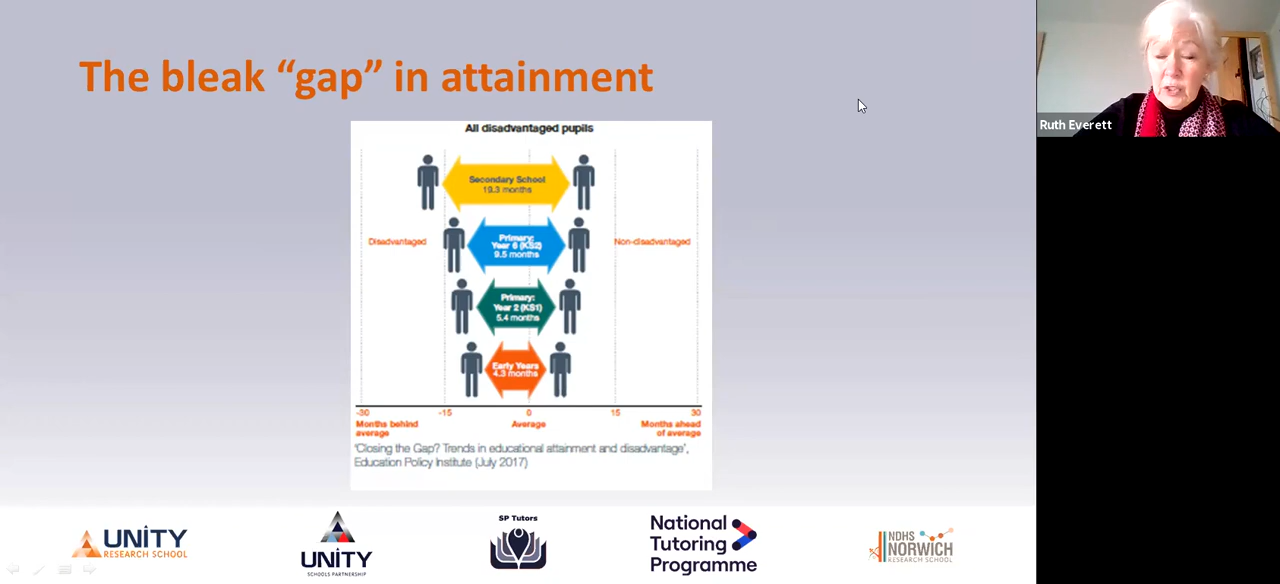 The bleak “gap” in attainment
Ruth Everett
All disadvantaged pupils
Secondary School
19.3 months
Disadvantaged
Primary:
Year 6 (KS2)
9.5 months
Non-disadvantaged
Primary:
Year 2 (KS1)
5.4 months
Early Years
4.3 months
-30
-15
0
15
30
Months behind
average
Average
Months ahead
of average
'Closing the Gap? Trends in educational attainment and disadvantage',
Education Policy Institute (July 2017)
UNITY
RESEARCH SCHOOL
UNITY
SCHOOLS PARTNERSHIP
SP Tutors
National
Tutoring
Programme
NDHS
NORWICH
RESEARCH SCHOOL